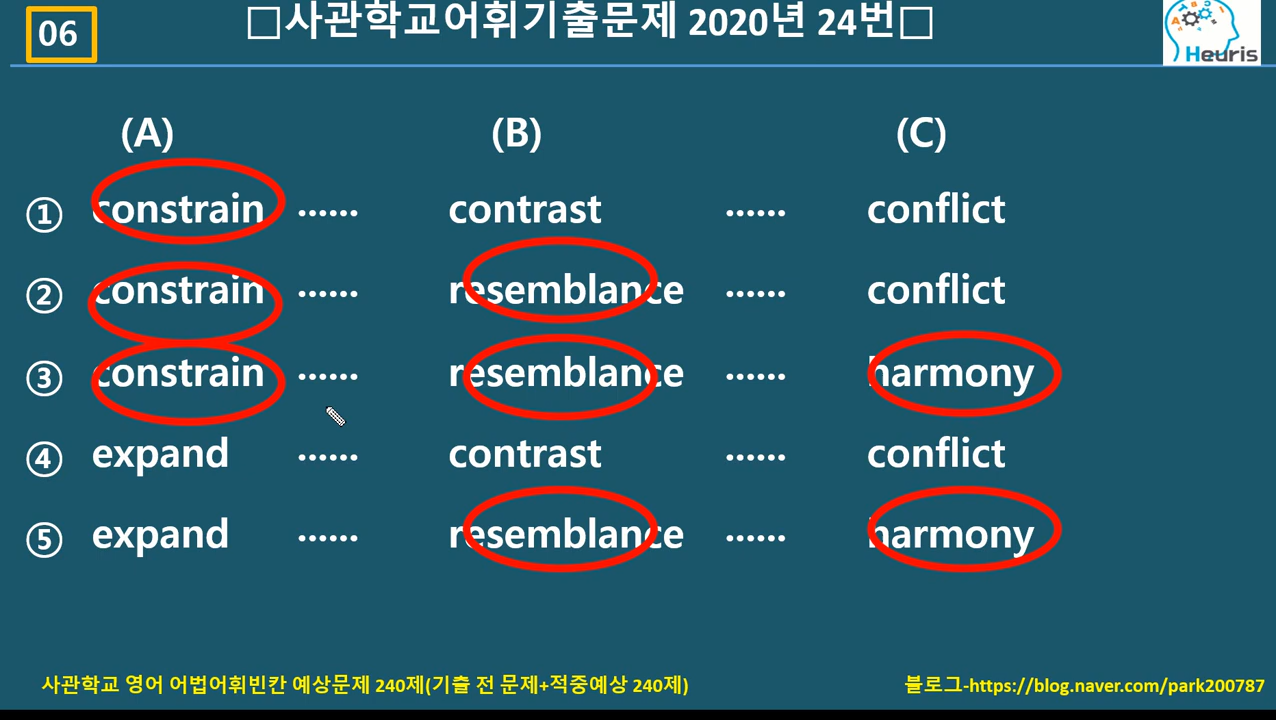 06
□사관학교어휘기출문제 2020년 24번□
Heuris
(A) (B) (C)
① constrain …… contrast …… conflict
② constrain …… resemblance …… conflict
③ constrain …… resemblance …… harmony
④ expand …… contrast …… conflict
⑤ expand …… resemblance …… harmony
사관학교 영어 어법어휘빈칸 예상문제 240제(기출 전 문제+적중예상 240제)
블로그-https://blog.naver.com/park200787